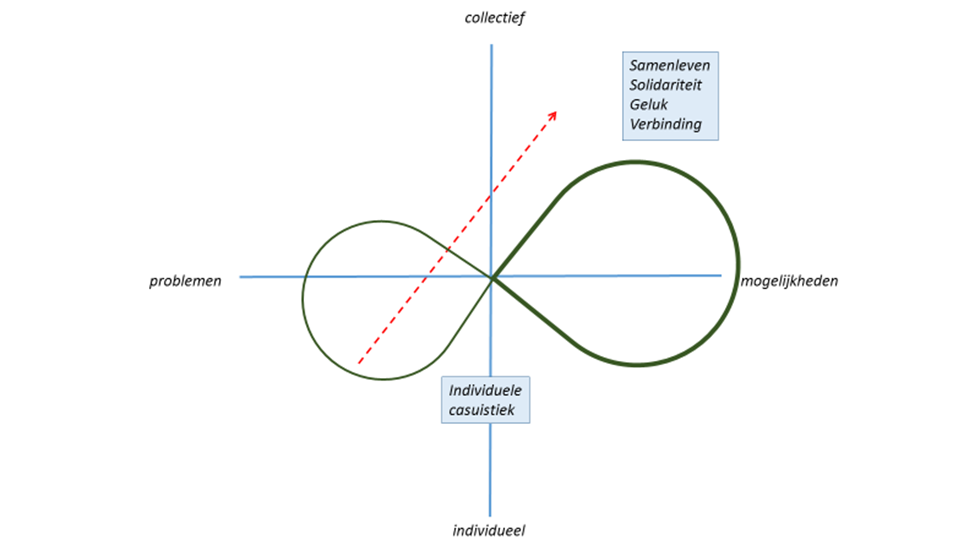 collectief
Samenleven
Solidariteit
Geluk
Verbinding
problemen
mogelijkheden
Individuele
casuistiek
individueel